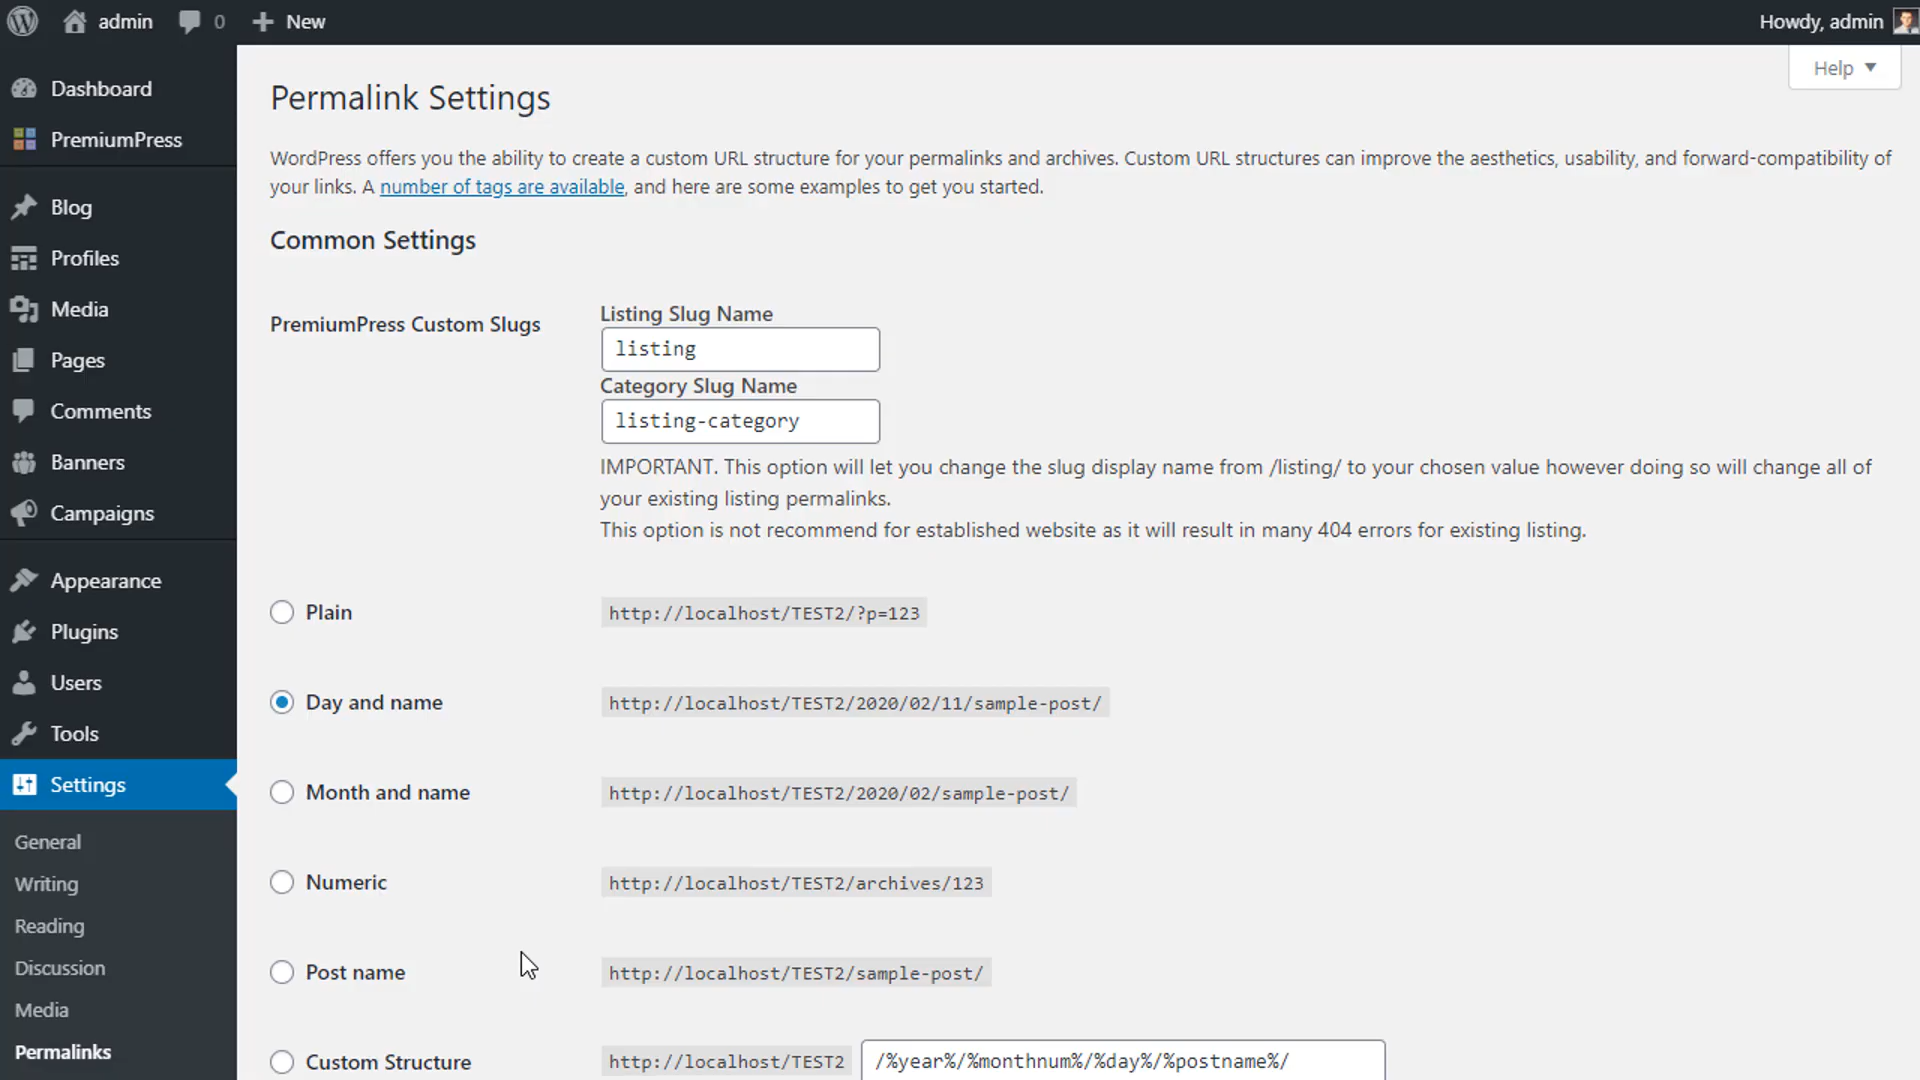 admin
0
New
Howdy, admin
Help
Dashboard
PremiumPress
Blog
Profiles
Media
Pages
Comments
Banners
Campaigns
Appearance
Plugins
Users
Tools
Settings
General
Writing
Reading
Discussion
Media
Permalinks
Permalink Settings
WordPress offers you the ability to create a custom URL structure for your permalinks and archives. Custom URL structures can improve the aesthetics, usability, and forward-compatibility of
your links. A number of tags are available, and here are some examples to get you started.
Common Settings
PremiumPress Custom Slugs
Listing Slug Name
listing
Category Slug Name
listing-category
IMPORTANT. This option will let you change the slug display name from /listing/ to your chosen value however doing so will change all of
your existing listing permalinks.
This option is not recommend for established website as it will result in many 404 errors for existing listing.
Plain http://localhost/TEST2/?p=123
Day and name http://localhost/TEST2/2020/02/11/sample-post/
Month and name http://localhost/TEST2/2020/02/sample-post/
Numeric http://localhost/TEST2/archives/123
Post name http://localhost/TEST2/sample-post/
Custom Structure http://localhost/TEST2 /%year%/%monthnum%/%day%/%postname%/